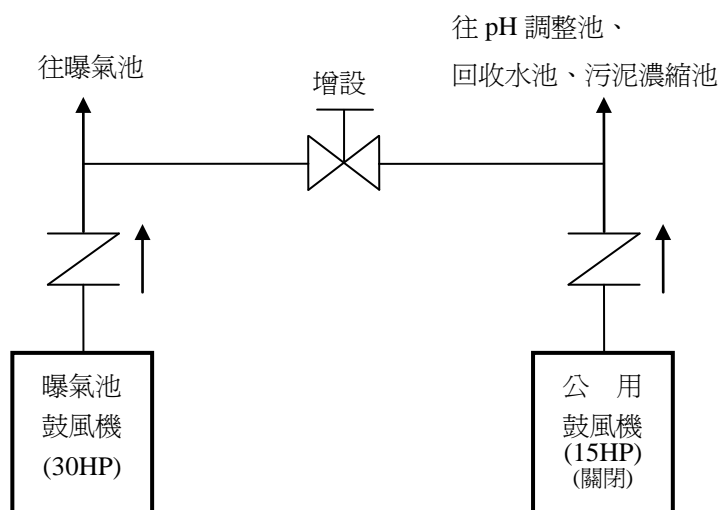 往曝氣池
增設
往 pH 調整池、
回收水池、污泥濃縮池
曝氣池
鼓風機
(30HP)
公 用
鼓風機
(15HP)
(關閉)